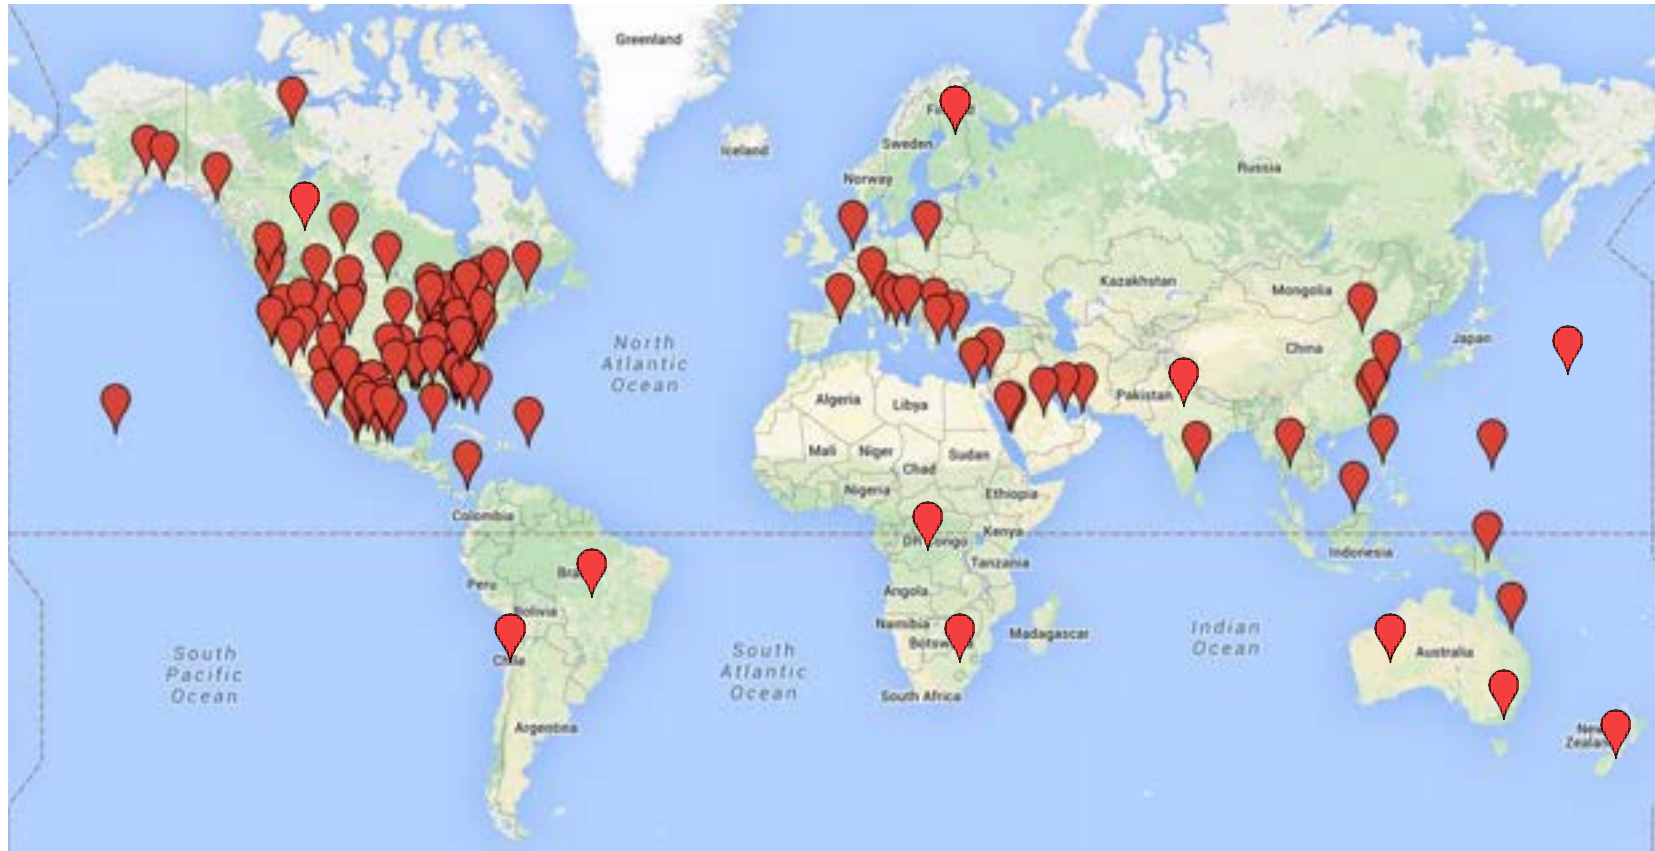 Greenland
Iceland
Sweden
Norway
Russia
Kazakhstan
Mongolia
North
Atlantic
Ocean
China
Japan
Algeria
Libya
Pakistan
Mali
Niger
Chad
Sudan
Nigeria
Ethiopia
Colombia
Kenya
Indonesia
Tanzania
Peru
Angola
Bolivia
Namibia
Madagascar
South
Pacific
Ocean
South
Atlantic
Ocean
Indian
Ocean
Australia
South Africa
Argentina